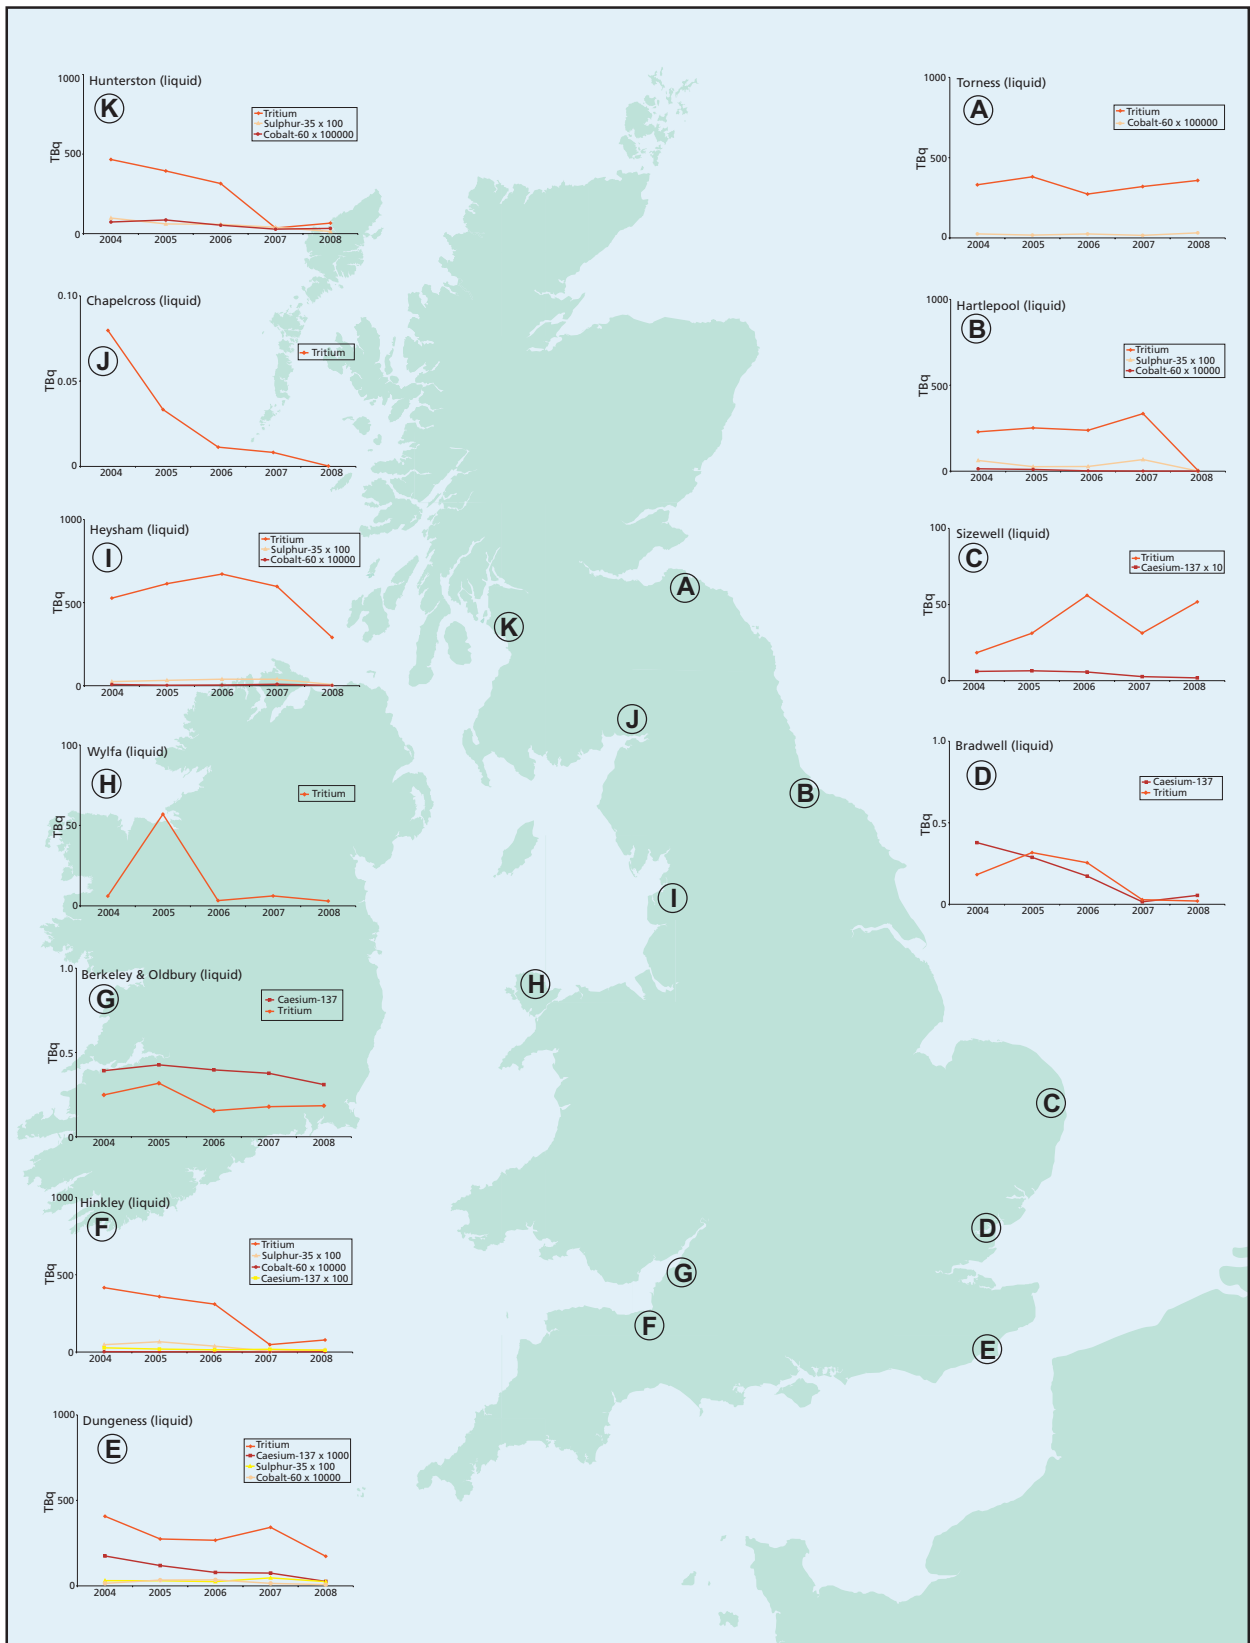 Hunterston (liquid)
K
1000
500
0
TBq
Tritium
Sulphur-35 x 100
Cobalt-60 x 100000
2004 2005 2006 2007 2008
Chapelcross (liquid)
J
0.10
0.05
0
TBq
Tritium
2004 2005 2006 2007 2008
Heysham (liquid)
I
1000
500
0
TBq
Tritium
Sulphur-35 x 100
Cobalt-60 x 10000
2004 2005 2006 2007 2008
Wylfa (liquid)
H
100
50
0
TBq
Tritium
2004 2005 2006 2007 2008
Berkeley & Oldbury (liquid)
G
1.0
0.5
0
TBq
Caesium-137
Tritium
2004 2005 2006 2007 2008
Hinkley (liquid)
F
1000
500
0
TBq
Tritium
Sulphur-35 x 100
Cobalt-60 x 10000
Caesium-137 x 100
2004 2005 2006 2007 2008
Dungeness (liquid)
E
1000
500
0
TBq
Tritium
Caesium-137 x 1000
Sulphur-35 x 100
Cobalt-60 x 10000
2004 2005 2006 2007 2008
A
K
J
B
I
H
C
D
G
F
E
Torness (liquid)
A
1000
500
0
TBq
Tritium
Cobalt-60 x 100000
2004 2005 2006 2007 2008
Hartlepool (liquid)
B
1000
500
0
TBq
Tritium
Sulphur-35 x 100
Cobalt-60 x 10000
2004 2005 2006 2007 2008
Sizewell (liquid)
C
100
50
0
TBq
Tritium
Caesium-137 x 10
2004 2005 2006 2007 2008
Bradwell (liquid)
D
1.0
0.5
0
TBq
Caesium-137
Tritium
2004 2005 2006 2007 2008